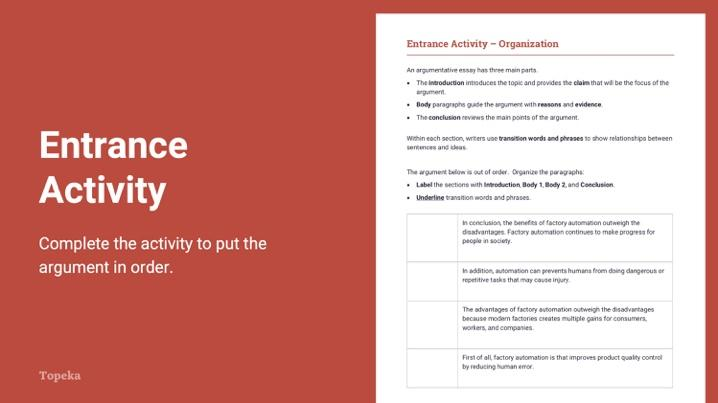 Entrance
Activity
Complete the activity to put the
argument in order.
Topeka
Entrance Activity – Organization
An argumentative essay has three main parts.
• The introduction introduces the topic and provides the claim that will be the focus of the
argument.
• Body paragraphs guide the argument with reasons and evidence.
• The conclusion reviews the main points of the argument.
Within each section, writers use transition words and phrases to show relationships between
sentences and ideas.
The argument below is out of order. Organize the paragraphs:
• Label the sections with Introduction, Body 1, Body 2, and Conclusion.
• Underline transition words and phrases.
In conclusion, the benefits of factory automation outweigh the
disadvantages. Factory automation continues to make progress for
people in society.
In addition, automation can prevents humans from doing dangerous or
repetitive tasks that may cause injury.
The advantages of factory automation outweigh the disadvantages
because modern factories creates multiple gains for consumers,
workers, and companies.
First of all, factory automation is that improves product quality control
by reducing human error.